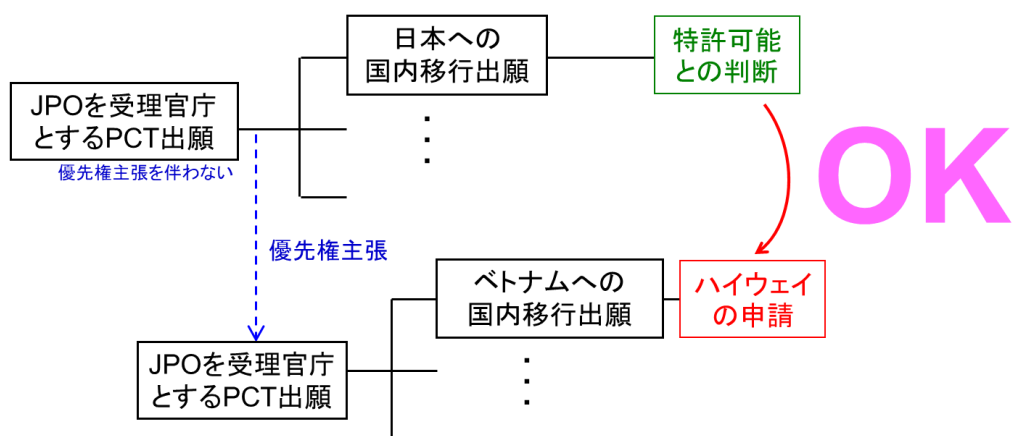 日本への
国内移行出願
特許可能
との判断
JPOを受理官庁
とするPCT出願
優先権主張を伴わない
OK
優先権主張
ベトナムへの
国内移行出願
ハイウェイ
の申請
JPOを受理官庁
とするPCT出願